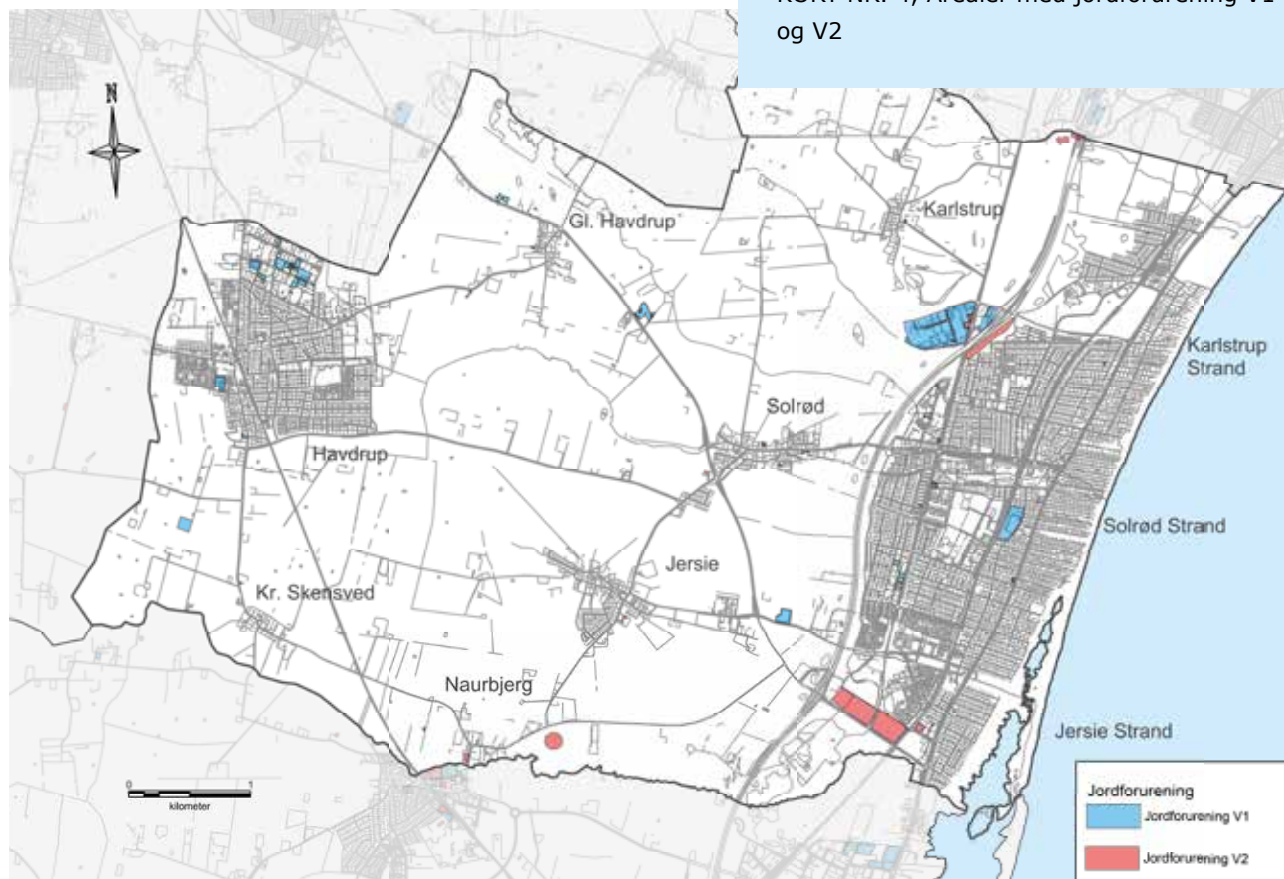 og V2
N
Gl. Havdrup
Karlstrup
Karlstrup
Strand
Solrød
Havdrup
Solrød Strand
Jersie
Kr. Skensved
Naurbjerg
Jersie Strand
0 1
kilometer
Jordforurening
Jordforurening V1
Jordforurening V2